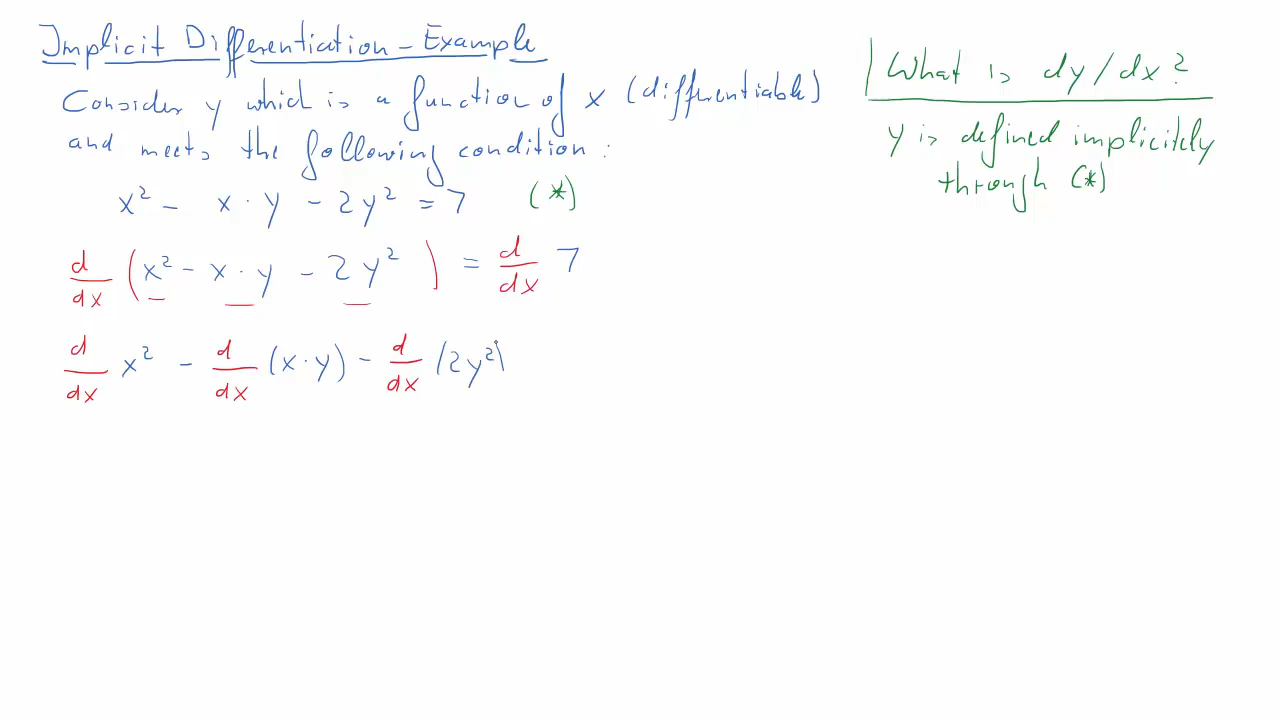 Implicit Differentiation - Example
Consider y which is a function of x (differentiable)
and meets the following condition:
x² - x · y - 2y² = 7 (*)
d/dx (x² - x · y - 2y²) = d/dx 7
d/dx x² - d/dx (x · y) - d/dx (2y²)
What is dy/dx?
y is defined implicitely
through (*)